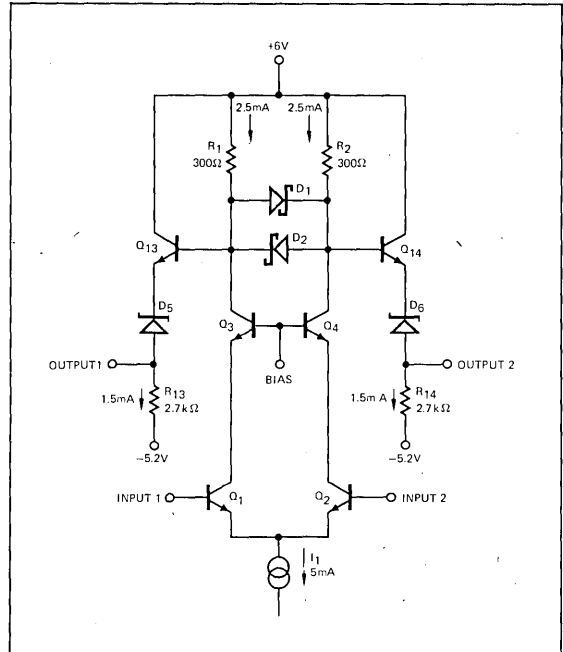 +6V
2.5mA 2.5mA
R1 300Ω
R2 300Ω
D1
D2
Q13
Q14
D5
D6
Q3
Q4
OUTPUT1
OUTPUT 2
BIAS
1.5mA
R13 2.7kΩ
1.5mA
R14 2.7kΩ
−5.2V
−5.2V
INPUT 1
Q1
Q2
INPUT 2
I1
5mA